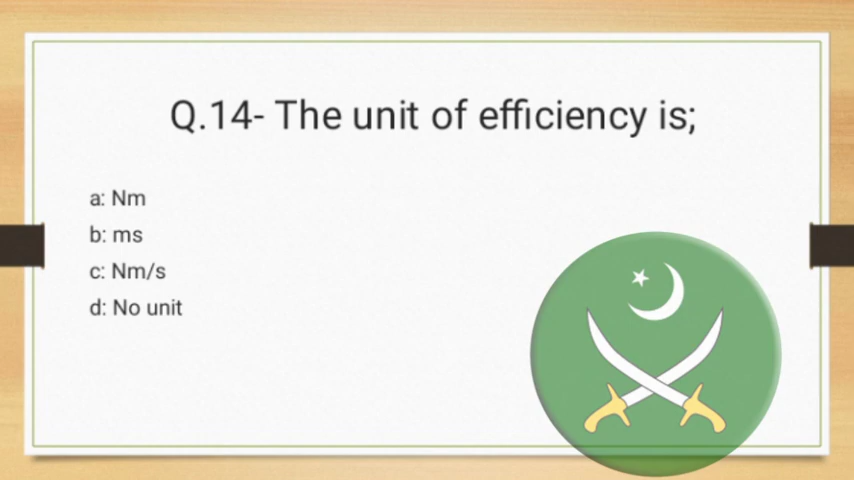 Q.14- The unit of efficiency is;
a: Nm
b: ms
c: Nm/s
d: No unit